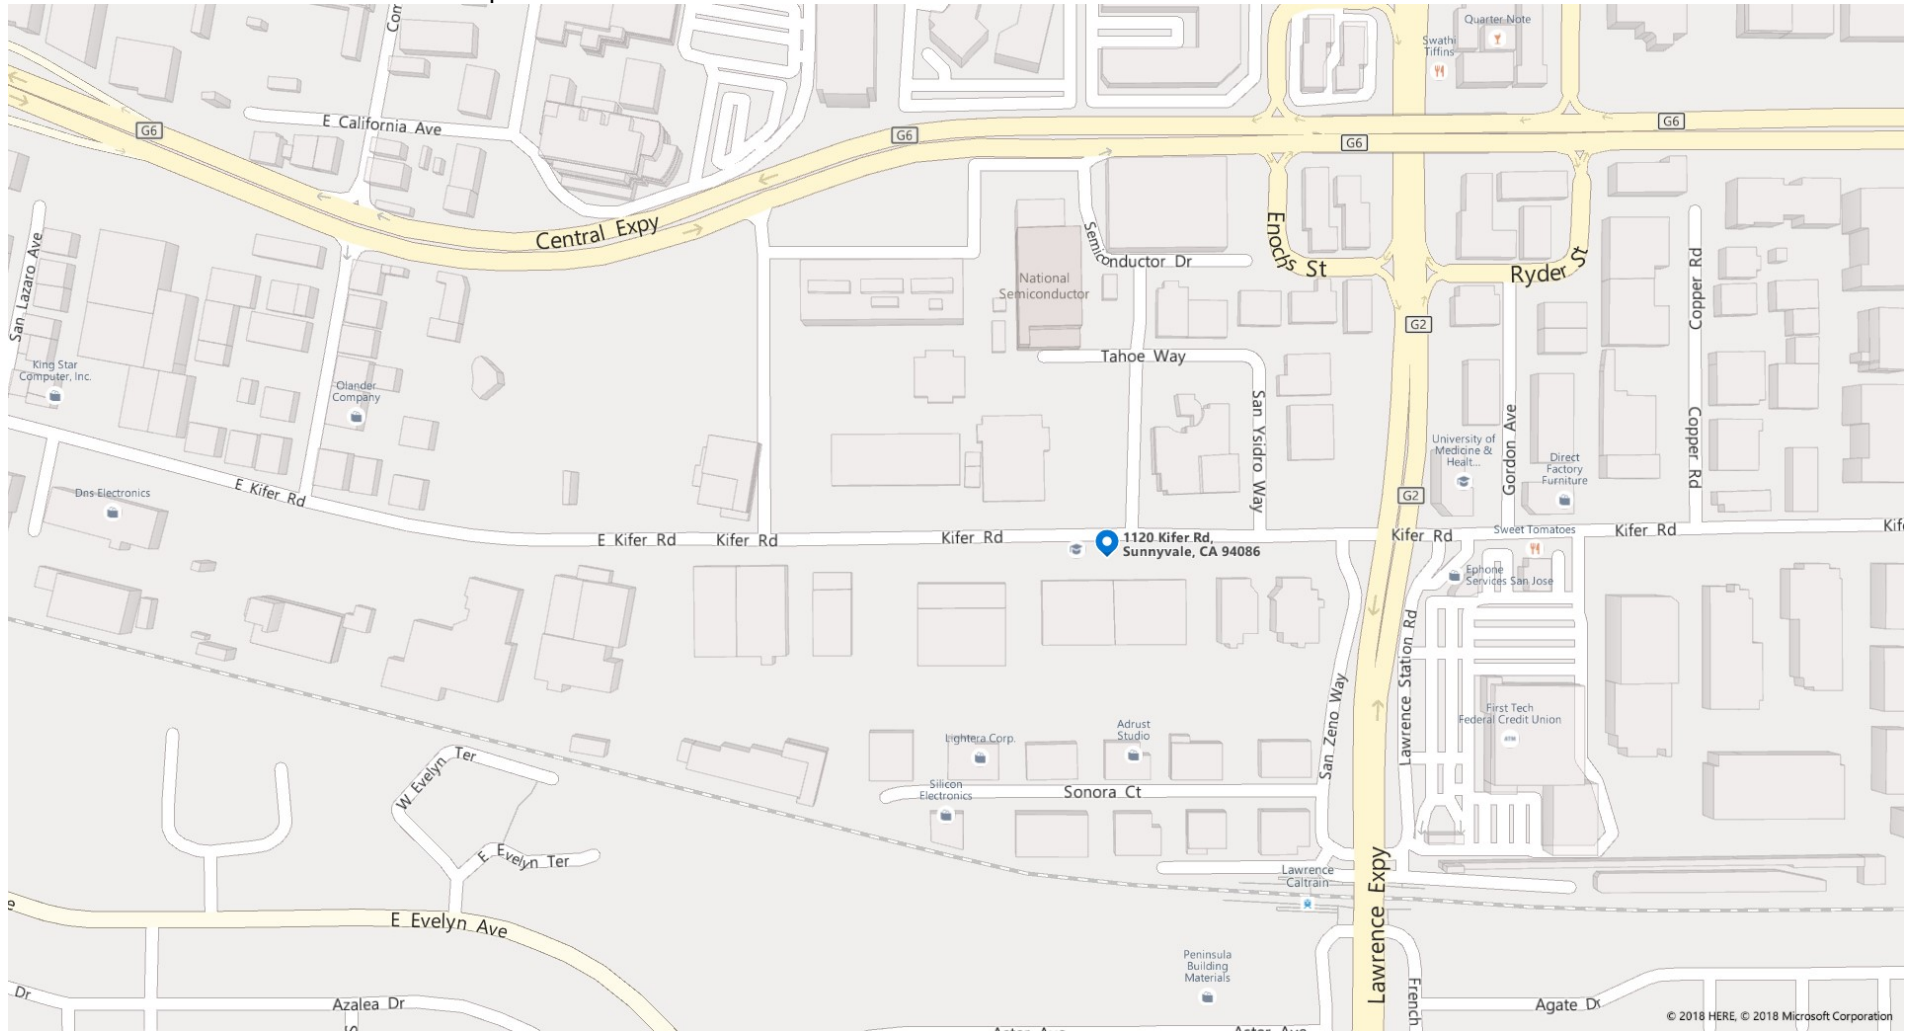 Com
Quarter Note
Swathi
Tiffins
E California Ave
G6
G6
G6
G6
Central Expy
San Lazaro Ave
Semiconductor Dr
Enochs St
Ryder St
Copper Rd
National
Semiconductor
G2
Tahoe Way
King Star
Computer, Inc.
Olander
Company
San Ysidro Way
Gordon Ave
Copper Rd
University of
Medicine &
Healt...
Direct
Factory
Furniture
G2
Dns Electronics
E Kifer Rd
E Kifer Rd
Kifer Rd
Kifer Rd
1120 Kifer Rd,
Sunnyvale, CA 94086
Kifer Rd
Sweet Tomatoes
Kifer Rd
Kif
Ephone
Services San Jose
Lawrence Station Rd
San Zeno Way
First Tech
Federal Credit Union
ATM
Adrust
Studio
Lightera Corp.
W Evelyn Ter
Silicon
Electronics
Sonora Ct
E Evelyn Ter
Lawrence
Caltrain
Lawrence Expy
E Evelyn Ave
Peninsula
Building
Materials
French
Dr
Azalea Dr
Agate Dr
© 2018 HERE, © 2018 Microsoft Corporation